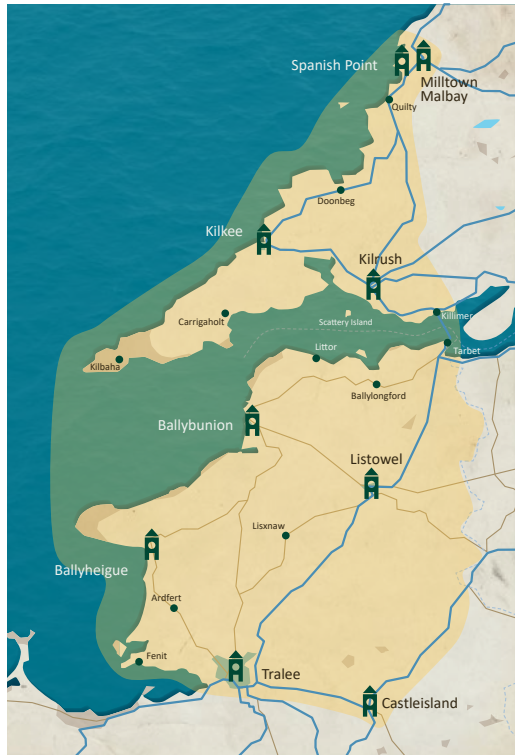 Spanish Point
Milltown
Malbay
Quilty
Doonbeg
Kilkee
Kilrush
Carrigaholt
Scattery Island
Killimer
Kilbaha
Littor
Tarbet
Ballylongford
Ballybunion
Listowel
Lisxnaw
Ballyheigue
Ardfert
Fenit
Tralee
Castleisland